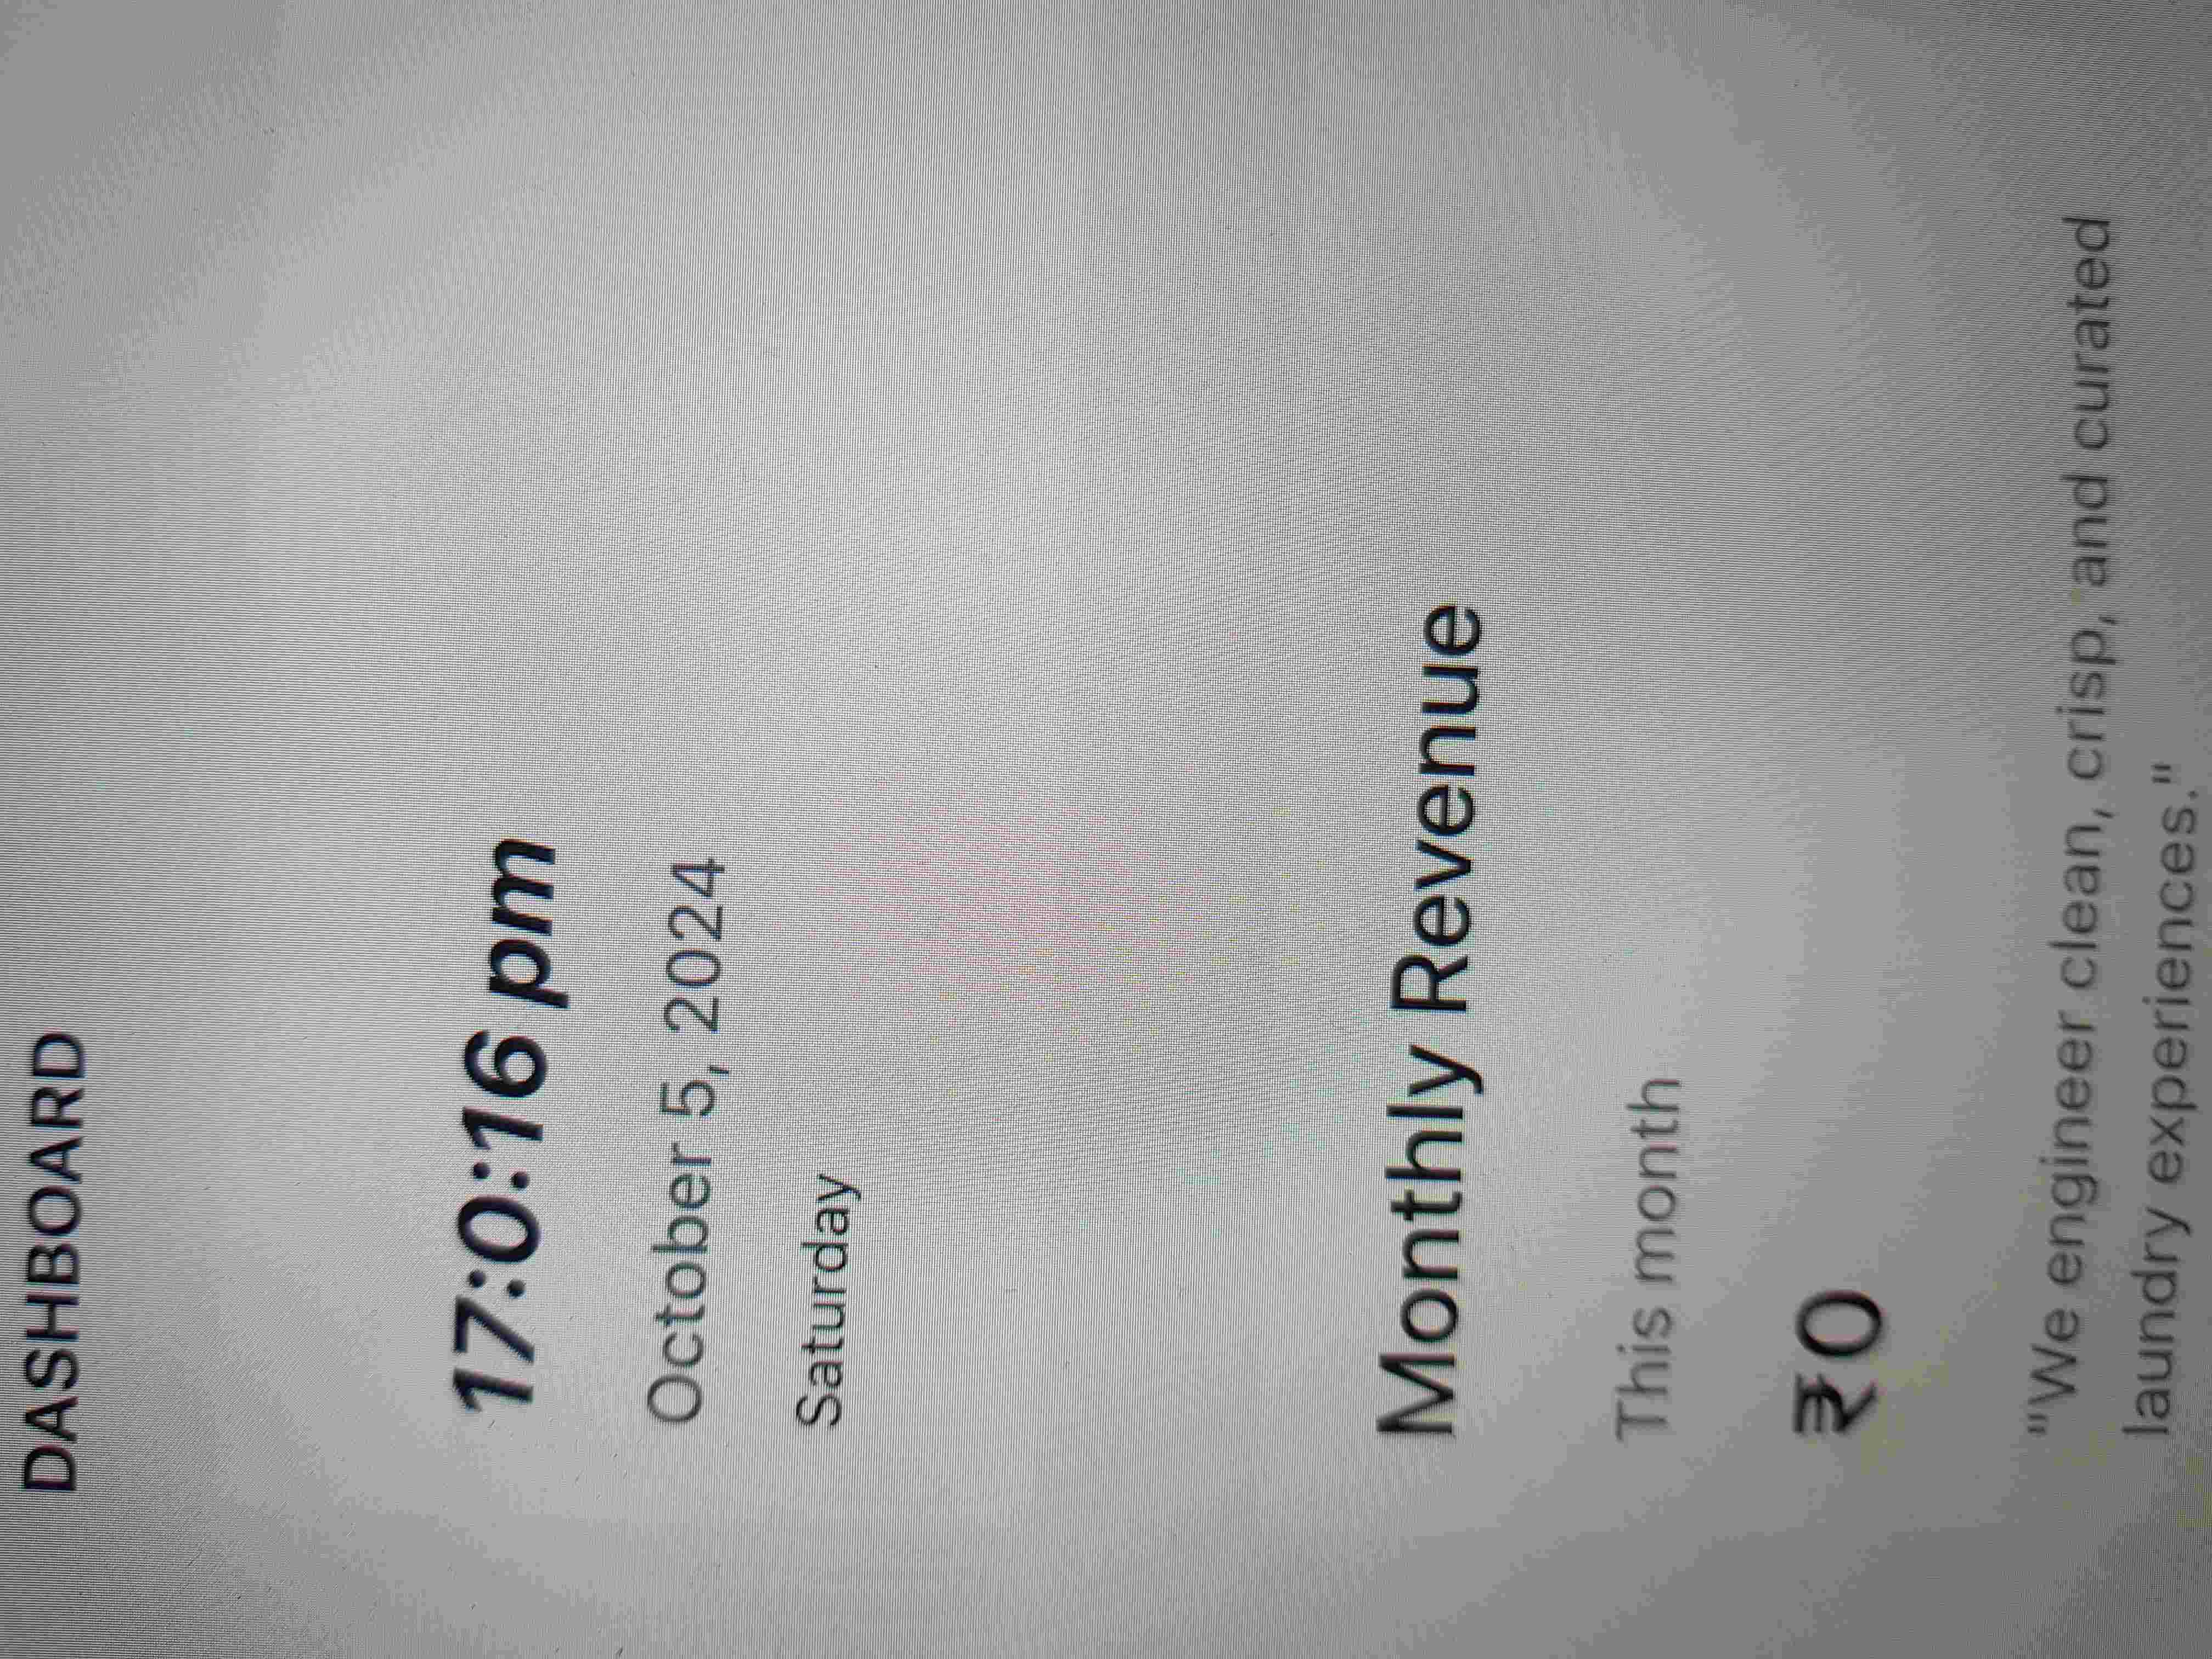 DASHBOARD
17:0:16 pm
October 5, 2024
Saturday
Monthly Revenue
This month
₹0
"We engineer clean, crisp, and curated
laundry experiences."